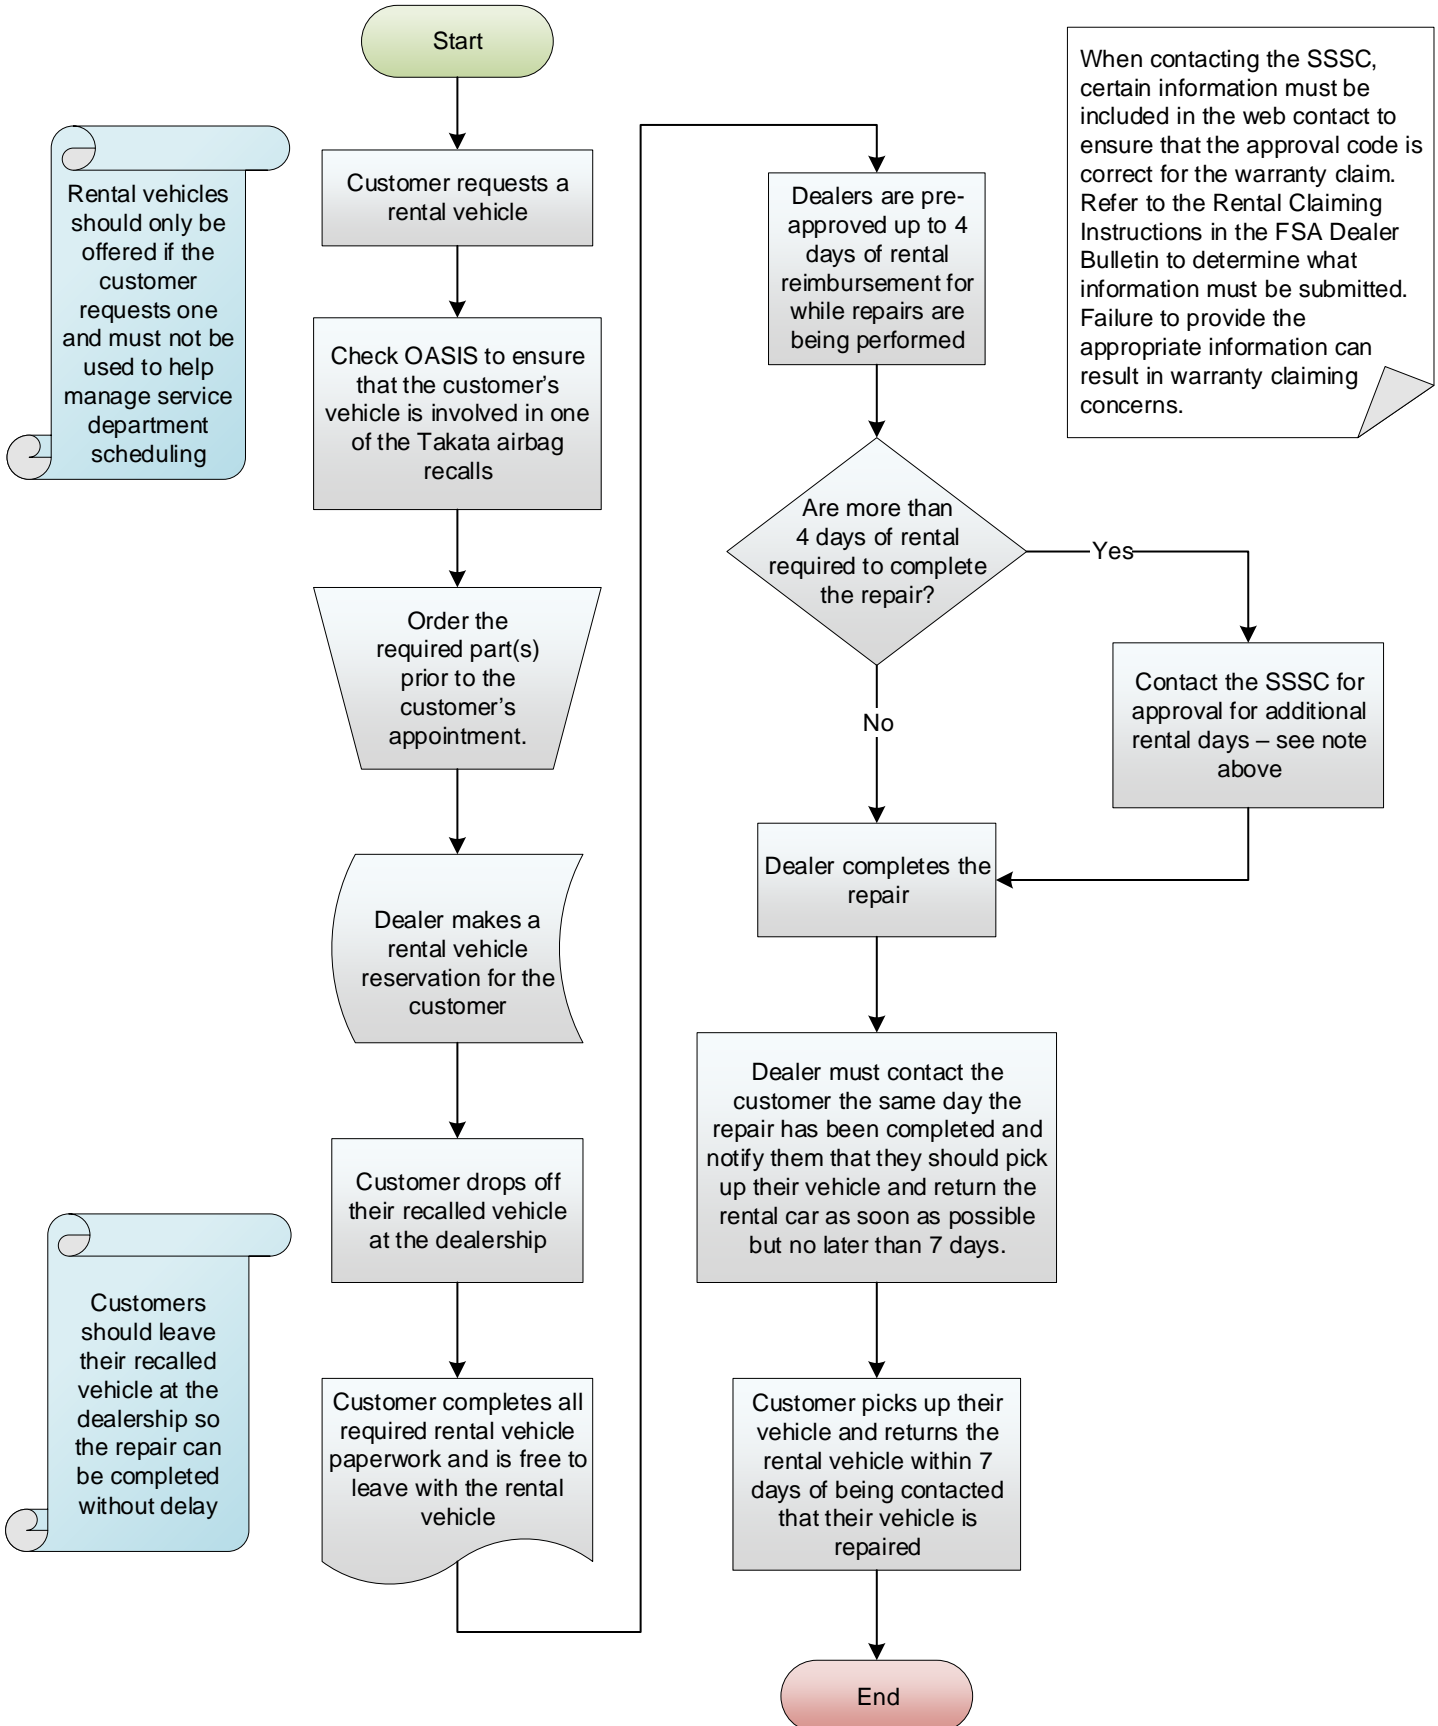 Start
Rental vehicles
should only be
offered if the
customer
requests one
and must not be
used to help
manage service
department
scheduling
Customer requests a
rental vehicle
Check OASIS to ensure
that the customer’s
vehicle is involved in one
of the Takata airbag
recalls
Order the
required part(s)
prior to the
customer’s
appointment.
Dealer makes a
rental vehicle
reservation for the
customer
Customer drops off
their recalled vehicle
at the dealership
Customers
should leave
their recalled
vehicle at the
dealership so
the repair can
be completed
without delay
Customer completes all
required rental vehicle
paperwork and is free to
leave with the rental
vehicle
Dealers are pre-
approved up to 4
days of rental
reimbursement for
while repairs are
being performed
When contacting the SSSC,
certain information must be
included in the web contact to
ensure that the approval code is
correct for the warranty claim.
Refer to the Rental Claiming
Instructions in the FSA Dealer
Bulletin to determine what
information must be submitted.
Failure to provide the
appropriate information can
result in warranty claiming
concerns.
Are more than
4 days of rental
required to complete
the repair?
Yes
Contact the SSSC for
approval for additional
rental days – see note
above
No
Dealer completes the
repair
Dealer must contact the
customer the same day the
repair has been completed and
notify them that they should pick
up their vehicle and return the
rental car as soon as possible
but no later than 7 days.
Customer picks up their
vehicle and returns the
rental vehicle within 7
days of being contacted
that their vehicle is
repaired
End